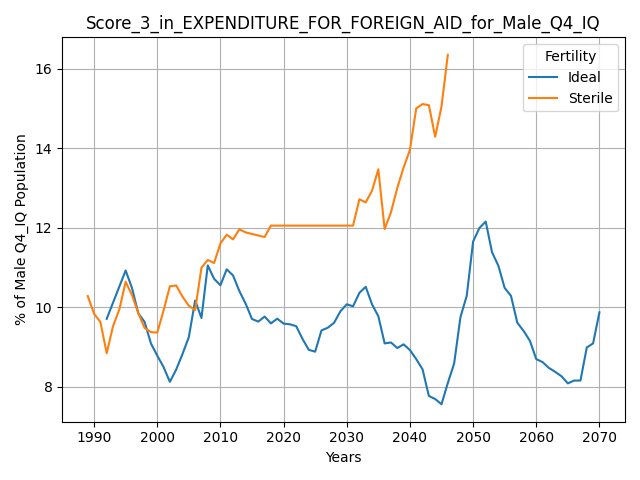 Score_3_in_EXPENDITURE_FOR_FOREIGN_AID_for_Male_Q4_IQ
Fertility
Ideal
Sterile
% of Male Q4_IQ Population
16
14
12
10
8
1990 2000 2010 2020 2030 2040 2050 2060 2070
Years